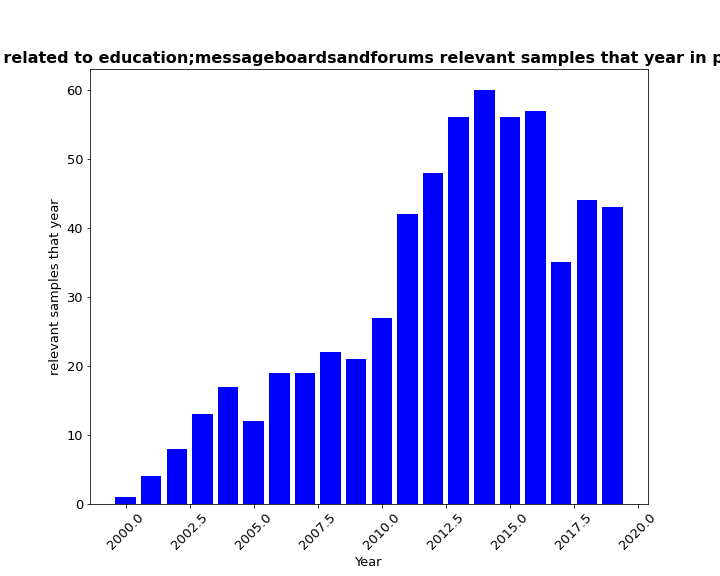 related to education;messageboardsandforums relevant samples that year in p
60
50
40
30
20
10
0
relevant samples that year
2000.0 2002.5 2005.0 2007.5 2010.0 2012.5 2015.0 2017.5 2020.0
Year